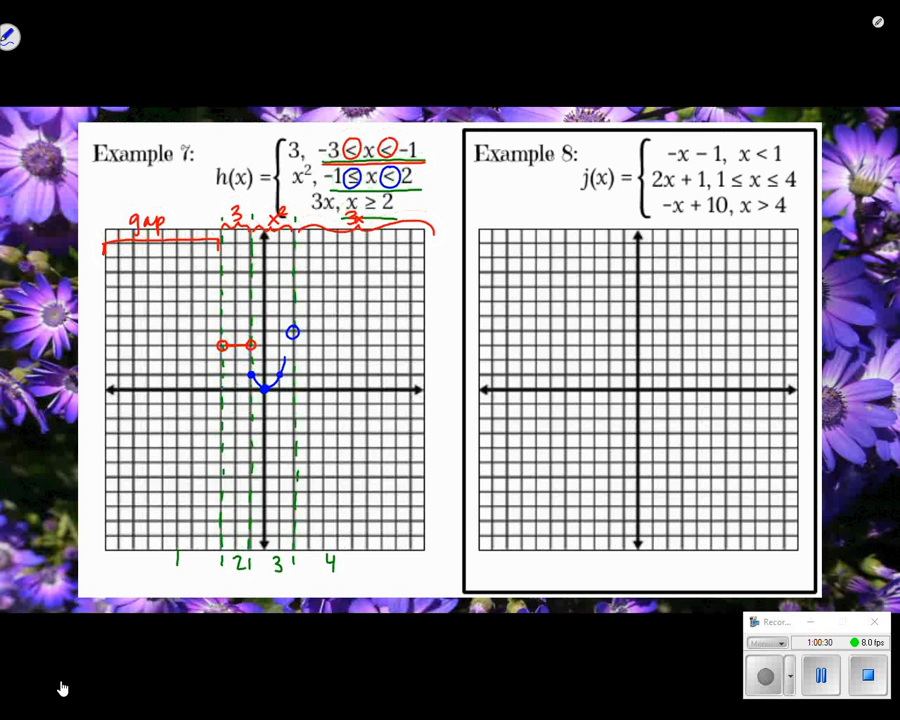 Example 7:
h(x) =
3, -3 < x < -1
x², -1 ≤ x < 2
3x, x ≥ 2
gap
3 x² 3x
1 2 3 4
Example 8:
j(x) =
-x - 1, x < 1
2x + 1, 1 ≤ x ≤ 4
-x + 10, x > 4
Recor...
1:00:30 8.0 fps